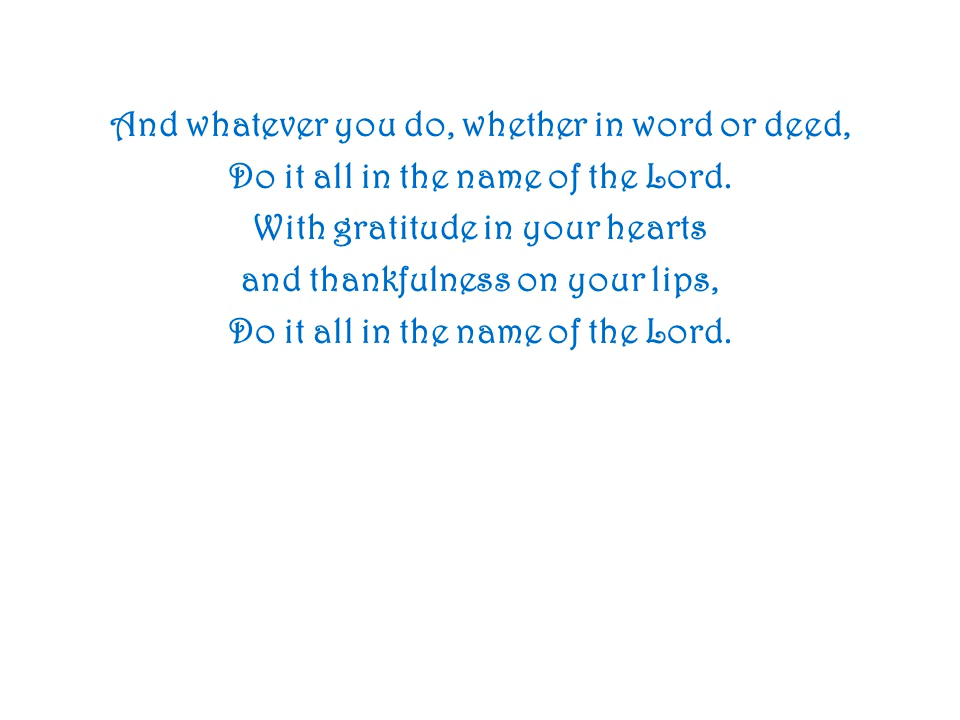 And whatever you do, whether in word or deed,
Do it all in the name of the Lord.
With gratitude in your hearts
and thankfulness on your lips,
Do it all in the name of the Lord.